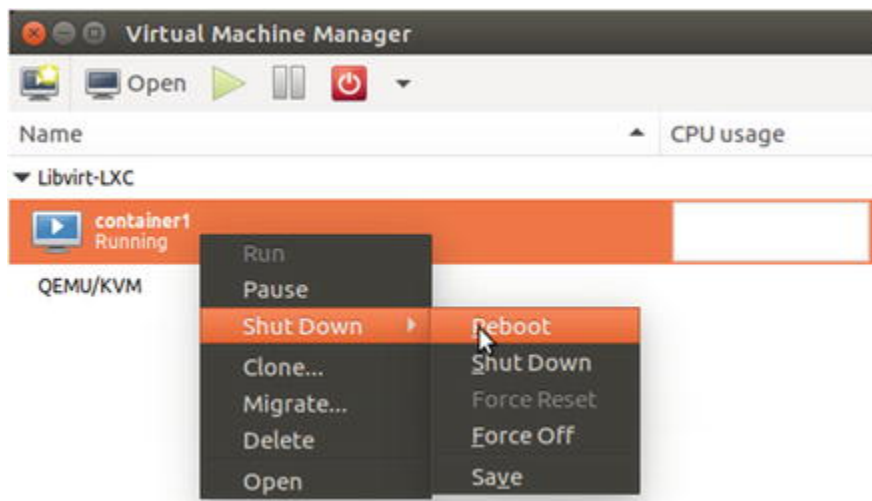 Virtual Machine Manager
Open
Name CPU usage
Libvirt-LXC
container1
Running
QEMU/KVM
Run
Pause
Shut Down
Clone...
Migrate...
Delete
Open
Reboot
Shut Down
Force Reset
Force Off
Save